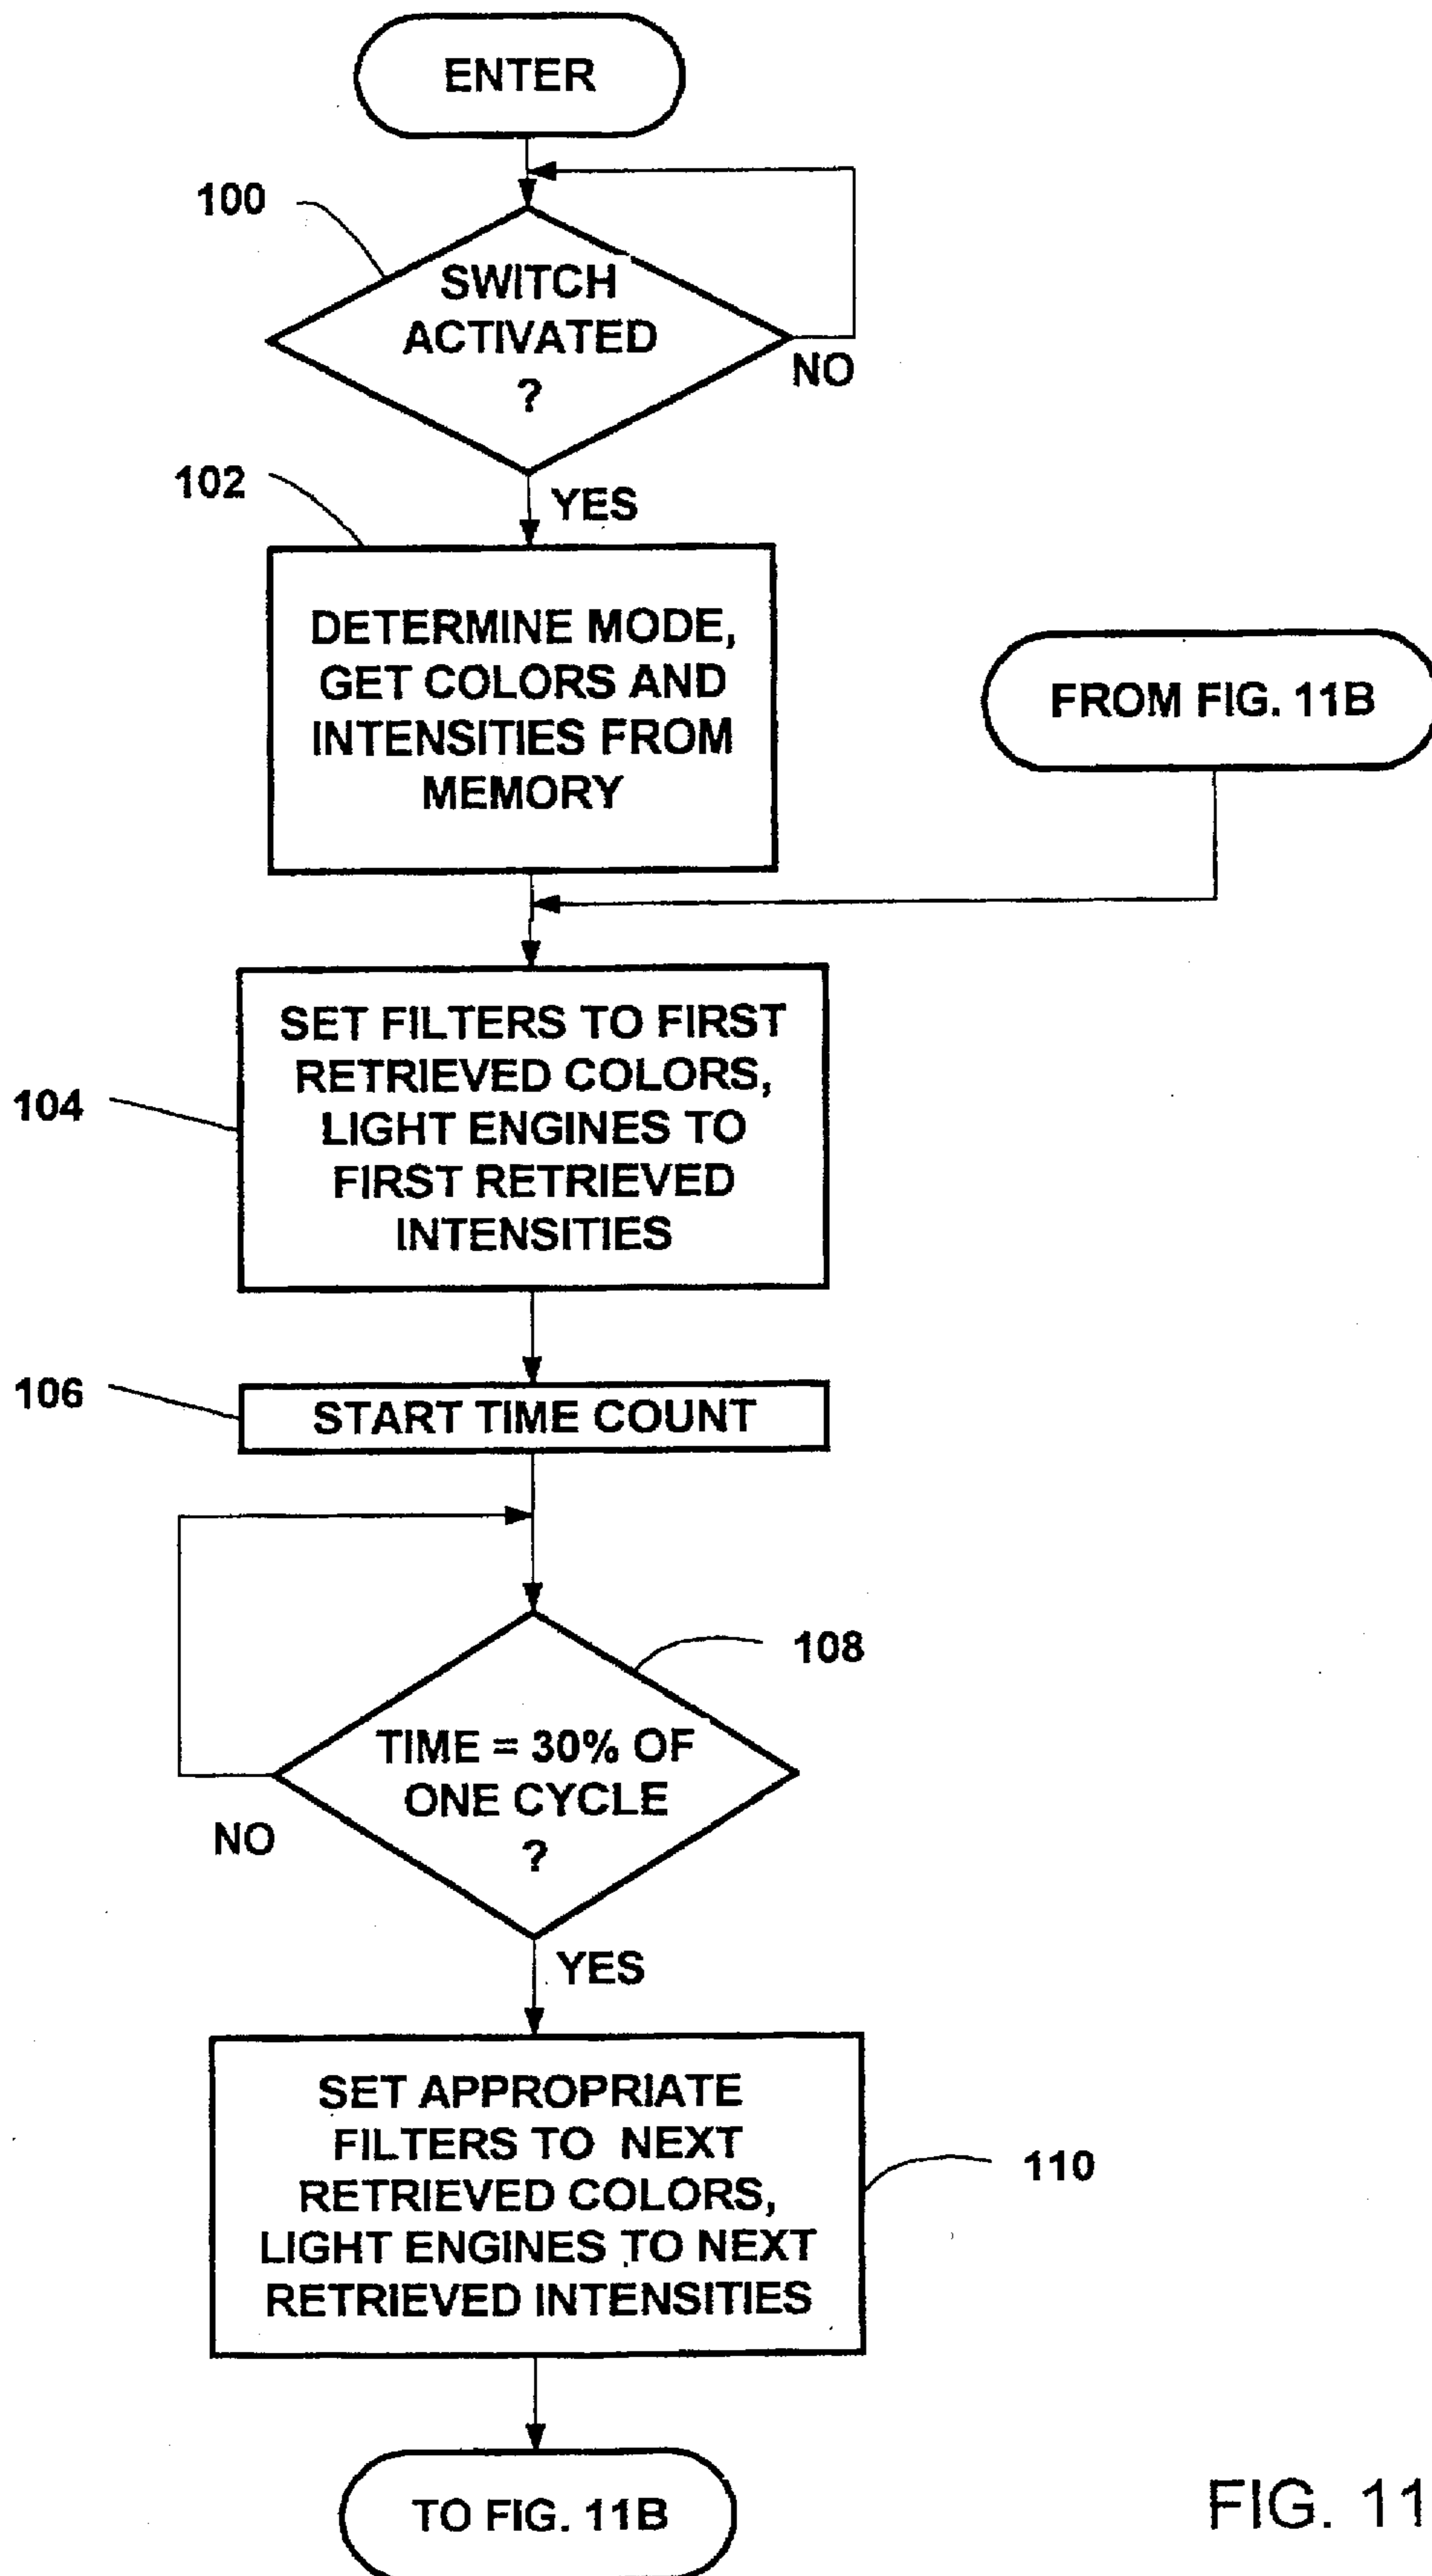 ENTER
100
SWITCH
ACTIVATED
?
NO
102
YES
DETERMINE MODE,
GET COLORS AND
INTENSITIES FROM
MEMORY
FROM FIG. 11B
104
SET FILTERS TO FIRST
RETRIEVED COLORS,
LIGHT ENGINES TO
FIRST RETRIEVED
INTENSITIES
106
START TIME COUNT
108
TIME = 30% OF
ONE CYCLE
?
NO
YES
SET APPROPRIATE
FILTERS TO NEXT
RETRIEVED COLORS,
LIGHT ENGINES TO NEXT
RETRIEVED INTENSITIES
110
TO FIG. 11B
FIG. 11